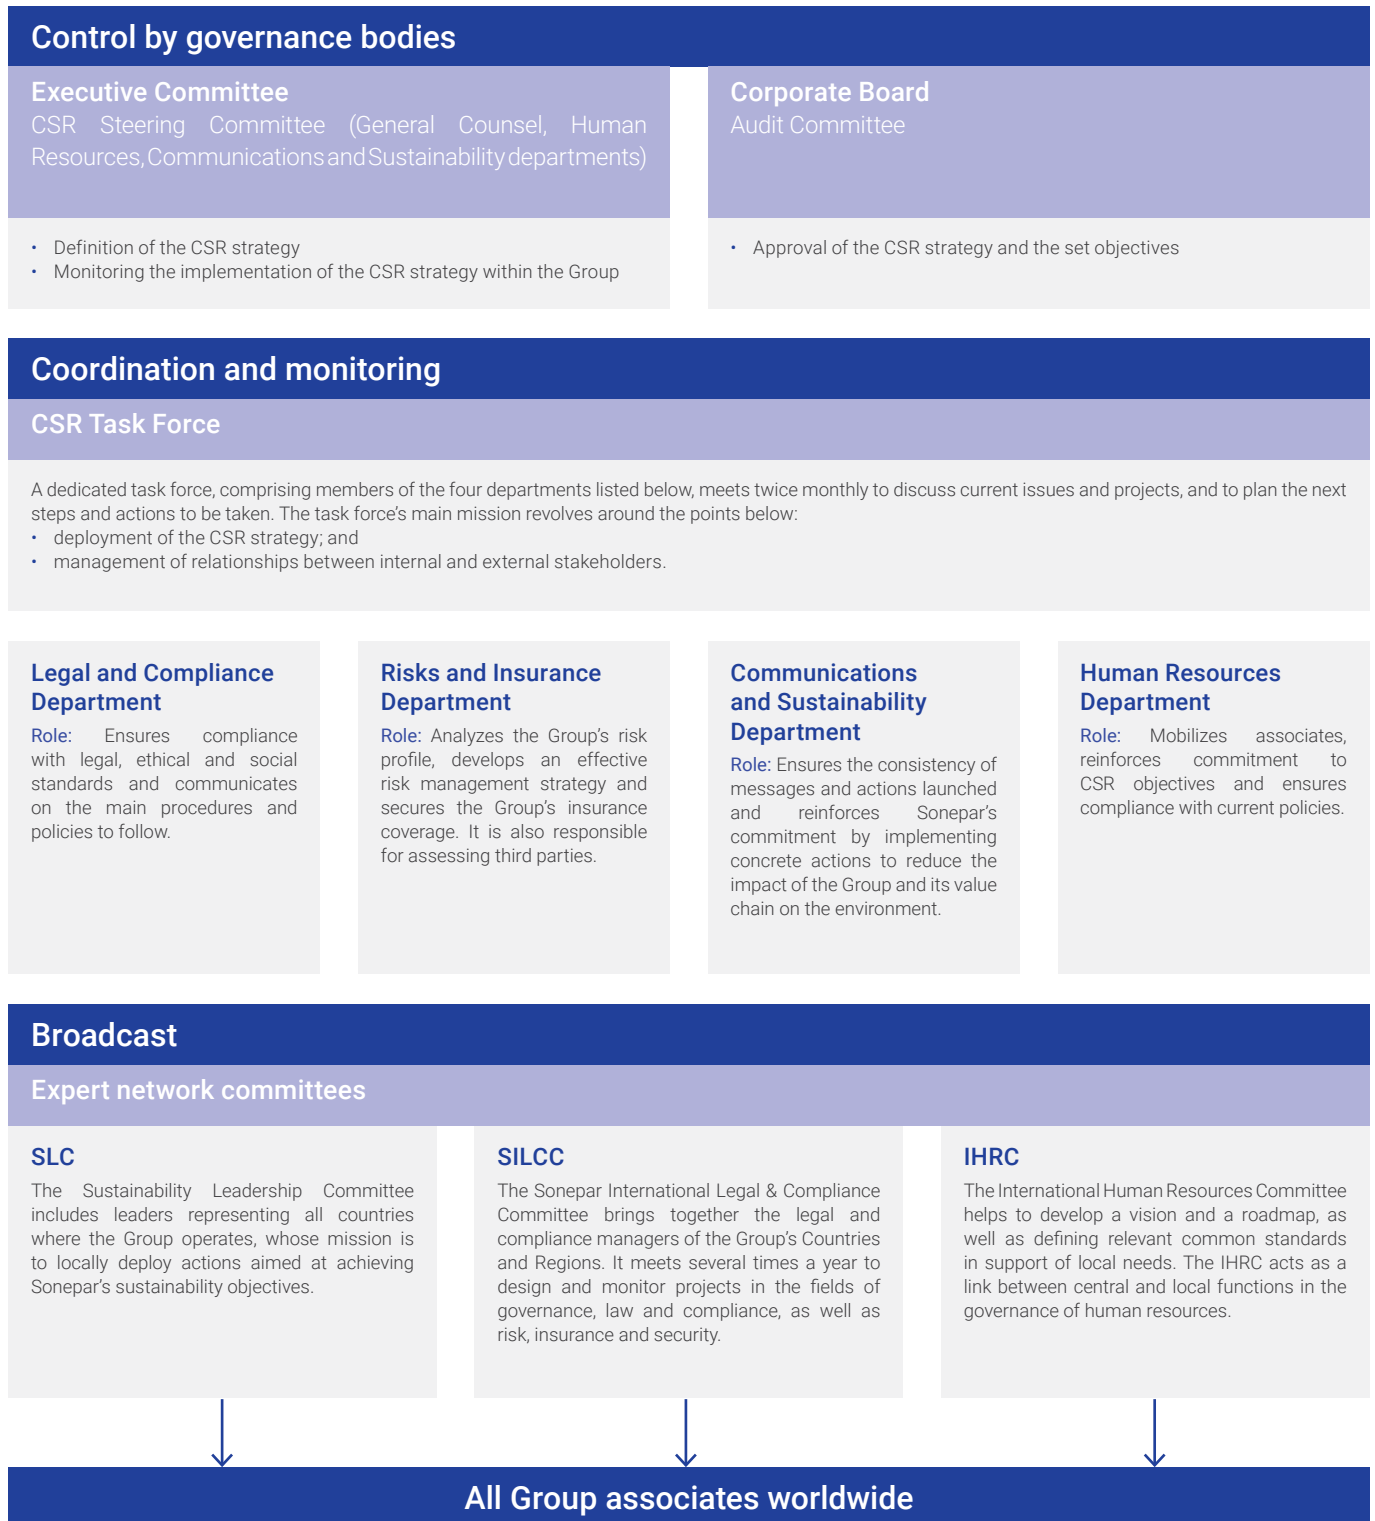 Control by governance bodies
Executive Committee
CSR Steering Committee (General Counsel, Human
Resources, Communications and Sustainability departments)
Corporate Board
Audit Committee
• Definition of the CSR strategy
• Monitoring the implementation of the CSR strategy within the Group
• Approval of the CSR strategy and the set objectives
Coordination and monitoring
CSR Task Force
A dedicated task force, comprising members of the four departments listed below, meets twice monthly to discuss current issues and projects, and to plan the next
steps and actions to be taken. The task force's main mission revolves around the points below:
• deployment of the CSR strategy; and
• management of relationships between internal and external stakeholders.
Legal and Compliance
Department
Role: Ensures compliance
with legal, ethical and social
standards and communicates
on the main procedures and
policies to follow.
Risks and Insurance
Department
Role: Analyzes the Group's risk
profile, develops an effective
risk management strategy and
secures the Group's insurance
coverage. It is also responsible
for assessing third parties.
Communications
and Sustainability
Department
Role: Ensures the consistency of
messages and actions launched
and reinforces Sonepar's
commitment by implementing
concrete actions to reduce the
impact of the Group and its value
chain on the environment.
Human Resources
Department
Role: Mobilizes associates,
reinforces commitment to
CSR objectives and ensures
compliance with current policies.
Broadcast
Expert network committees
SLC
The Sustainability Leadership Committee
includes leaders representing all countries
where the Group operates, whose mission is
to locally deploy actions aimed at achieving
Sonepar's sustainability objectives.
SILCC
The Sonepar International Legal & Compliance
Committee brings together the legal and
compliance managers of the Group's Countries
and Regions. It meets several times a year to
design and monitor projects in the fields of
governance, law and compliance, as well as
risk, insurance and security.
IHRC
The International Human Resources Committee
helps to develop a vision and a roadmap, as
well as defining relevant common standards
in support of local needs. The IHRC acts as a
link between central and local functions in the
governance of human resources.
All Group associates worldwide